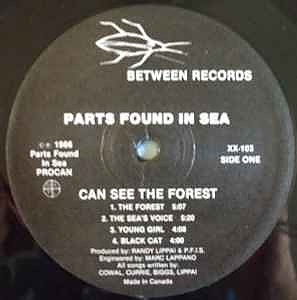 BETWEEN RECORDS
PARTS FOUND IN SEA
℗ © 1986
Parts Found
In Sea
PROCAN
XX-103
SIDE ONE
CAN SEE THE FOREST
1. THE FOREST 5:07
2. THE SEA'S VOICE 5:20
3. YOUNG GIRL 4:08
4. BLACK CAT 4:00
Produced by: RANDY LIPPAI & P.F.I.S.
Engineered by: MARC LAPPANO
All songs written by:
COWAL, CURRIE, BIGGS, LIPPAI
Made in Canada